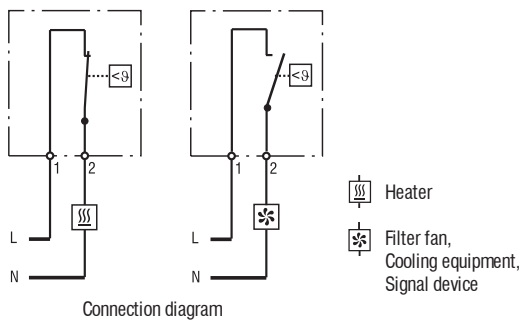 <ϑ
<ϑ
1 2
1 2
L
L
Heater
N
N
Filter fan,
Cooling equipment,
Signal device
Connection diagram